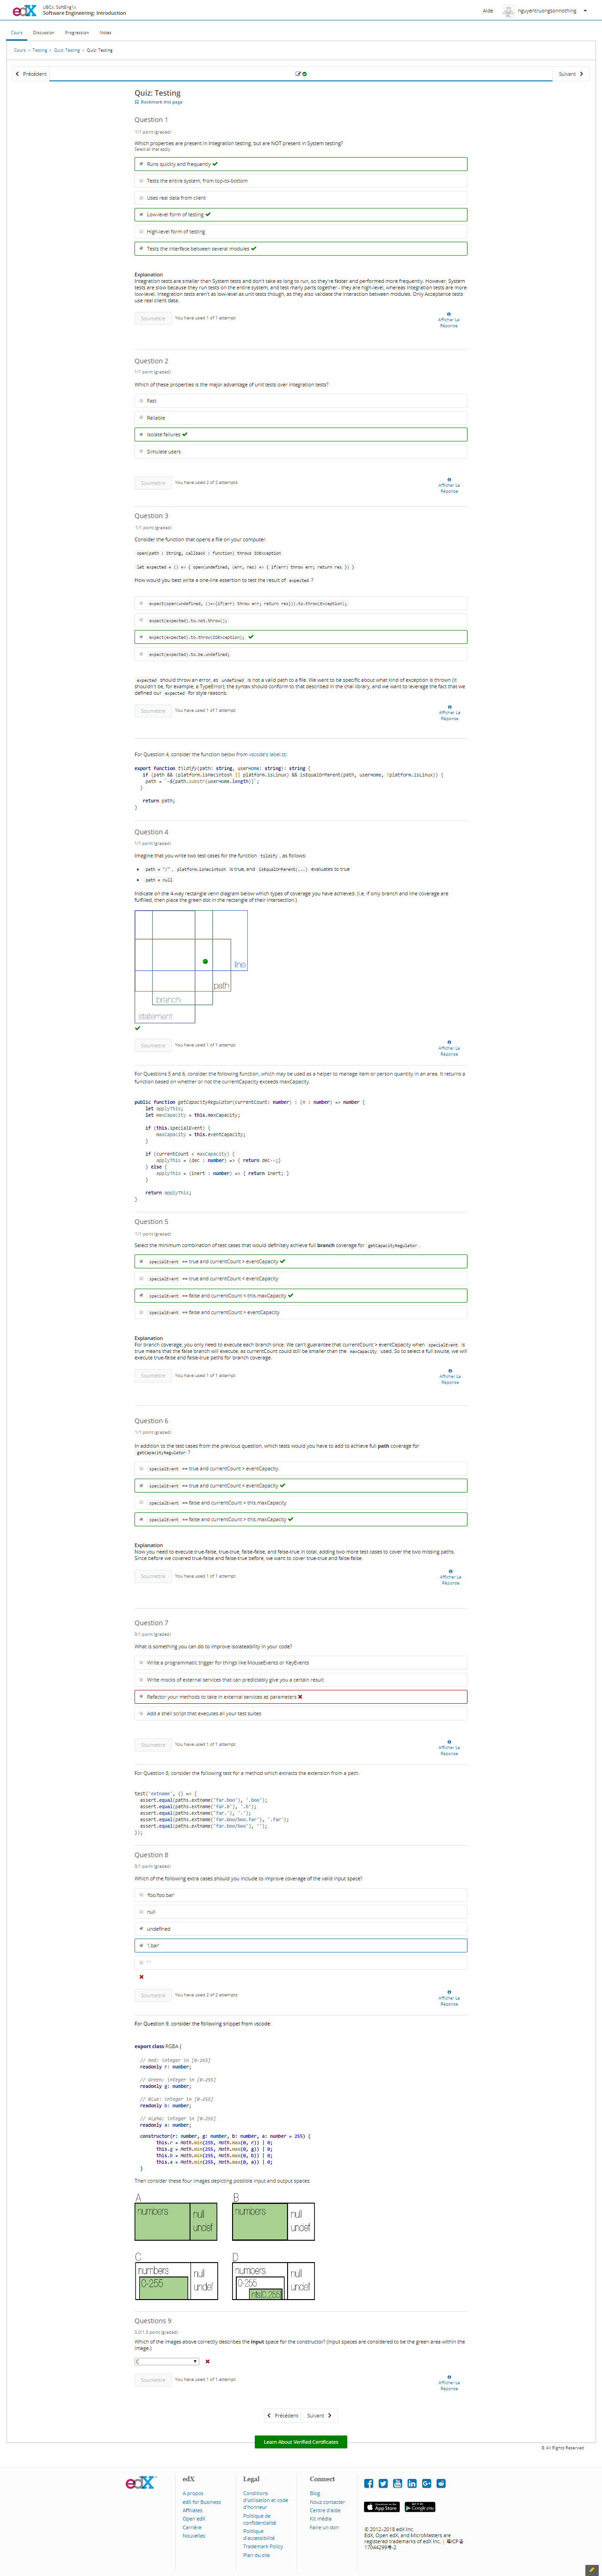 edX
UBCx: SoftEng1x
Software Engineering: Introduction
Aide
nguyentruongsonnothing
Cours
Discussion
Progression
Notes
Cours › Testing › Quiz: Testing › Quiz: Testing
Précédent
Suivant
Quiz: Testing
Bookmark this page
Question 1
1/1 point (graded)
Which properties are present in Integration testing, but are NOT present in System testing?
Select all that apply.
Runs quickly and frequently
Tests the entire system, from top-to-bottom
Uses real data from client
Low-level form of testing
High-level form of testing
Tests the interface between several modules
Explanation
Integration tests are smaller than System tests and don't take as long to run, so they're faster and performed more frequently. However, System
tests are slow because they run tests on the entire system, and test many parts together - they are high-level, whereas Integration tests are more
low-level. Integration tests aren't as low-level as unit tests though, as they also validate the interaction between modules. Only Acceptance tests
use real client data.
Soumettre
You have used 1 of 1 attempt
Afficher La
Réponse
Question 2
1/1 point (graded)
Which of these properties is the major advantage of unit tests over integration tests?
Fast
Reliable
Isolate failures
Simulate users
Soumettre
You have used 2 of 2 attempts
Afficher La
Réponse
Question 3
1/1 point (graded)
Consider the function that opens a file on your computer.
open(path : String, callback : function) throws IOException
let expected = () => { open(undefined, (err, res) => { if(err) throw err; return res }) }
How would you best write a one-line assertion to test the result of expected ?
expect(open(undefined, ()=>{if(err) throw err; return res})).to.throw(Exception);
expect(expected).to.not.throw();
expect(expected).to.throw(IOException);
expect(expected).to.be.undefined;
expected should throw an error, as undefined is not a valid path to a file. We want to be specific about what kind of exception is thrown (it
shouldn't be, for example, a TypeError); the syntax should conform to that described in the chai library, and we want to leverage the fact that we
defined our expected for style reasons.
Soumettre
You have used 1 of 1 attempt
Afficher La
Réponse
For Question 4, consider the function below from vscode's label.ts:
export function tildify(path: string, userHome: string): string {
if (path && (platform.isMacintosh || platform.isLinux) && isEqualOrParent(path, userHome, !platform.isLinux)) {
path = `~${path.substr(userHome.length)}`;
}
return path;
}
Question 4
1/1 point (graded)
Imagine that you write two test cases for the function tildify , as follows:
path = "/" , platform.isMacintosh is true, and isEqualOrParent(...) evaluates to true
path = null
Indicate on the 4-way rectangle venn diagram below which types of coverage you have achieved. (i.e. if only branch and line coverage are
fulfilled, then place the green dot in the rectangle of their intersection.)
line
path
branch
statement
Soumettre
You have used 1 of 1 attempt
Afficher La
Réponse
For Questions 5 and 6, consider the following function, which may be used as a helper to manage item or person quantity in an area. It returns a
function based on whether or not the currentCapacity exceeds maxCapacity.
public function getCapacityRegulator(currentCount: number) : (n : number) => number {
let applyThis;
let maxCapacity = this.maxCapacity;
if (this.specialEvent) {
maxCapacity = this.eventCapacity;
}
if (currentCount < maxCapacity) {
applyThis = (dec : number) => { return dec--;}
} else {
applyThis = (inert : number) => { return inert; }
}
return applyThis;
}
Question 5
1/1 point (graded)
Select the minimum combination of test cases that would definitely achieve full branch coverage for getCapacityRegulator .
specialEvent == true and currentCount > eventCapacity
specialEvent == true and currentCount < eventCapacity
specialEvent == false and currentCount < this.maxCapacity
specialEvent == false and currentCount > eventCapacity
Explanation
For branch coverage, you only need to execute each branch once. We can't guarantee that currentCount > eventCapacity when specialEvent is
true means that the false branch will execute, as currentCount could still be smaller than the maxCapacity used. So to select a full swuite, we will
execute true-false and false-true paths for branch coverage.
Soumettre
You have used 1 of 1 attempt
Afficher La
Réponse
Question 6
1/1 point (graded)
In addition to the test cases from the previous question, which tests would you have to add to achieve full path coverage for
getCapacityRegulator ?
specialEvent == true and currentCount > eventCapacity
specialEvent == true and currentCount < eventCapacity
specialEvent == false and currentCount < this.maxCapacity
specialEvent == false and currentCount > this.maxCapacity
Explanation
Now you need to execute true-false, true-true, false-false, and false-true in total, adding two more test cases to cover the two missing paths.
Since before we covered true-false and false-true before, we want to cover true-true and false-false.
Soumettre
You have used 1 of 1 attempt
Afficher La
Réponse
Question 7
0/1 point (graded)
What is something you can do to improve isolateability in your code?
Write a programmatic trigger for things like MouseEvents or KeyEvents
Write mocks of external services that can predictably give you a certain result
Refactor your methods to take in external services as parameters
Add a shell script that executes all your test suites
Soumettre
You have used 1 of 1 attempt
Afficher La
Réponse
For Question 8, consider the following test for a method which extracts the extension from a path.
test('extname', () => {
assert.equal(paths.extname('far.boo'), '.boo');
assert.equal(paths.extname('far.b'), '.b');
assert.equal(paths.extname('far.'), '.');
assert.equal(paths.extname('far.boo/boo.far'), '.far');
assert.equal(paths.extname('far.boo/boo'), '');
});
Question 8
0/1 point (graded)
Which of the following extra cases should you include to improve coverage of the valid input space?
'foo.foo.bar'
null
undefined
'/.bar'
' '
Soumettre
You have used 2 of 2 attempts
Afficher La
Réponse
For Question 9, consider the following snippet from vscode:
export class RGBA {
// Red: integer in [0-255]
readonly r: number;
// Green: integer in [0-255]
readonly g: number;
// Blue: integer in [0-255]
readonly b: number;
// Alpha: integer in [0-255]
readonly a: number;
constructor(r: number, g: number, b: number, a: number = 255) {
this.r = Math.min(255, Math.max(0, r)) | 0;
this.g = Math.min(255, Math.max(0, g)) | 0;
this.b = Math.min(255, Math.max(0, b)) | 0;
this.a = Math.min(255, Math.max(0, a)) | 0;
}
Then consider these four images depicting possible input and output spaces:
A
numbers
null
undef
B
numbers
null
undef
C
numbers
0-255
null
undef
D
numbers
0-255
ints[0,255]
null
undef
Questions 9
0.0/1.0 point (graded)
Which of the images above correctly describes the input space for the constructor? (Input spaces are considered to be the green area within the
image.)
C
Soumettre
You have used 1 of 1 attempt
Afficher La
Réponse
Précédent
Suivant
Learn About Verified Certificates
© All Rights Reserved
edX
edX
A propos
edX for Business
Affiliates
Open edX
Carrière
Nouvelles
Legal
Conditions
d'utilisation et code
d'honneur
Politique de
confidentialité
Politique
d'accessibilité
Trademark Policy
Plan du site
Connect
Blog
Nous contacter
Centre d'aide
Kit média
Faire un don
App Store
Google play
© 2012–2018 edX Inc.
EdX, Open edX, and MicroMasters are
registered trademarks of edX Inc. | 粤ICP备
17044299号-2